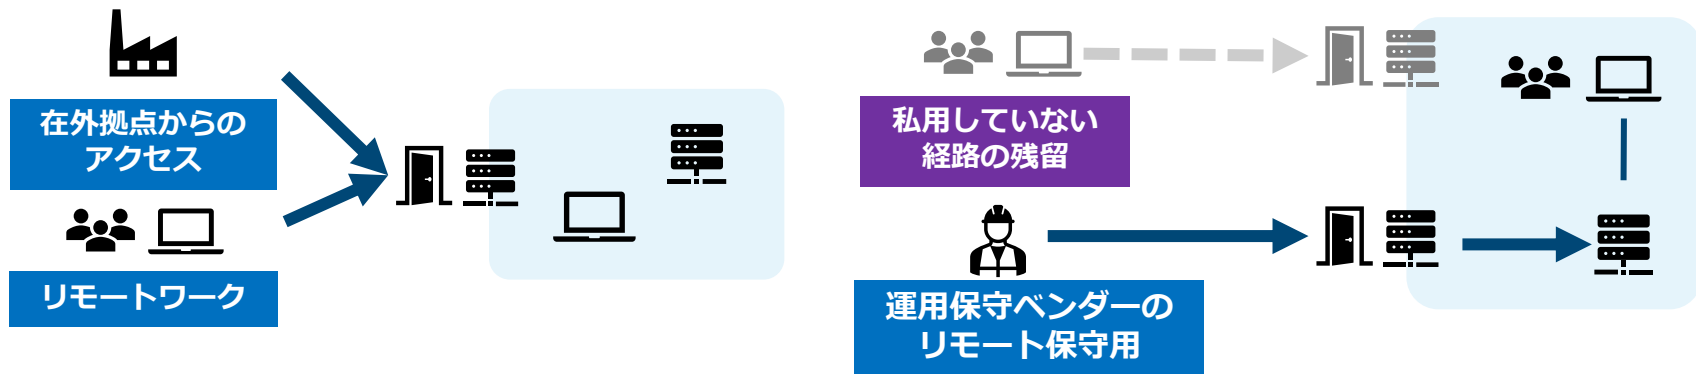 在外拠点からの
アクセス
リモートワーク
私用していない
経路の残留
運用保守ベンダーの
リモート保守用